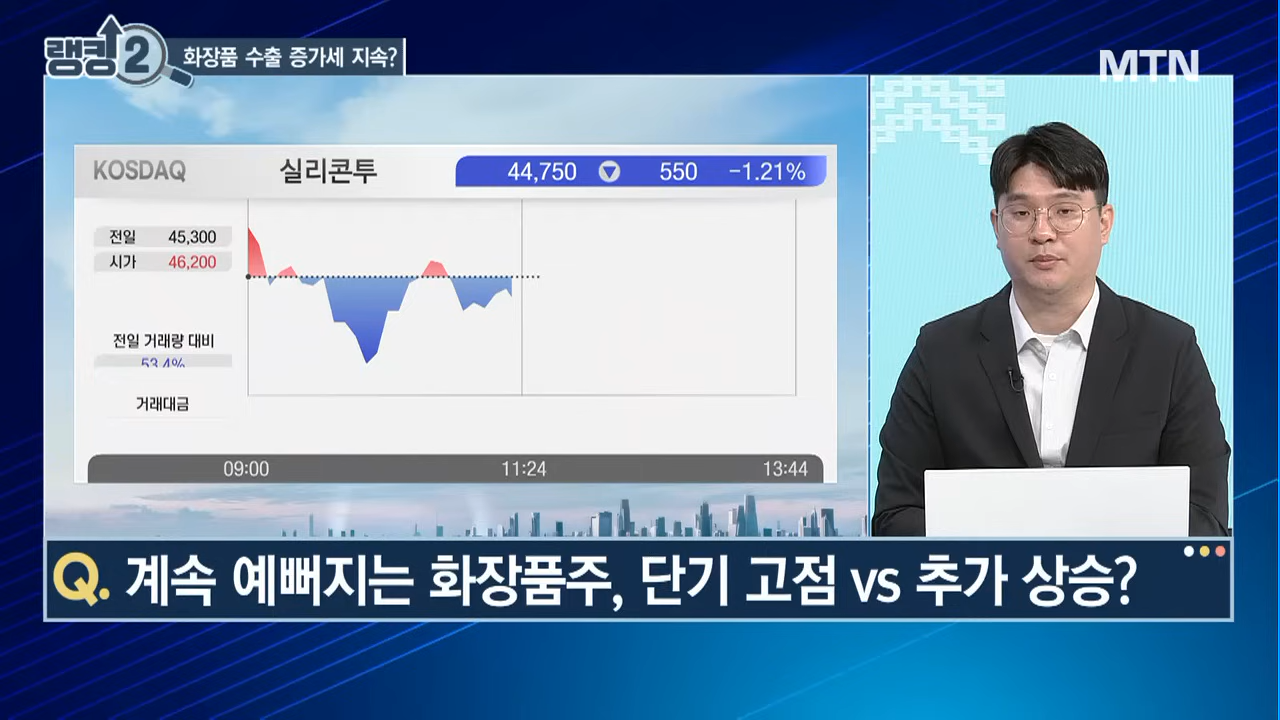 랭킹2 화장품 수출 증가세 지속?
MTN
KOSDAQ 실리콘투 44,750 ▼ 550 -1.21%
전일 45,300
시가 46,200
전일 거래량 대비
53.4%
거래대금
09:00 11:24 13:44
Q. 계속 예뻐지는 화장품주, 단기 고점 vs 추가 상승?